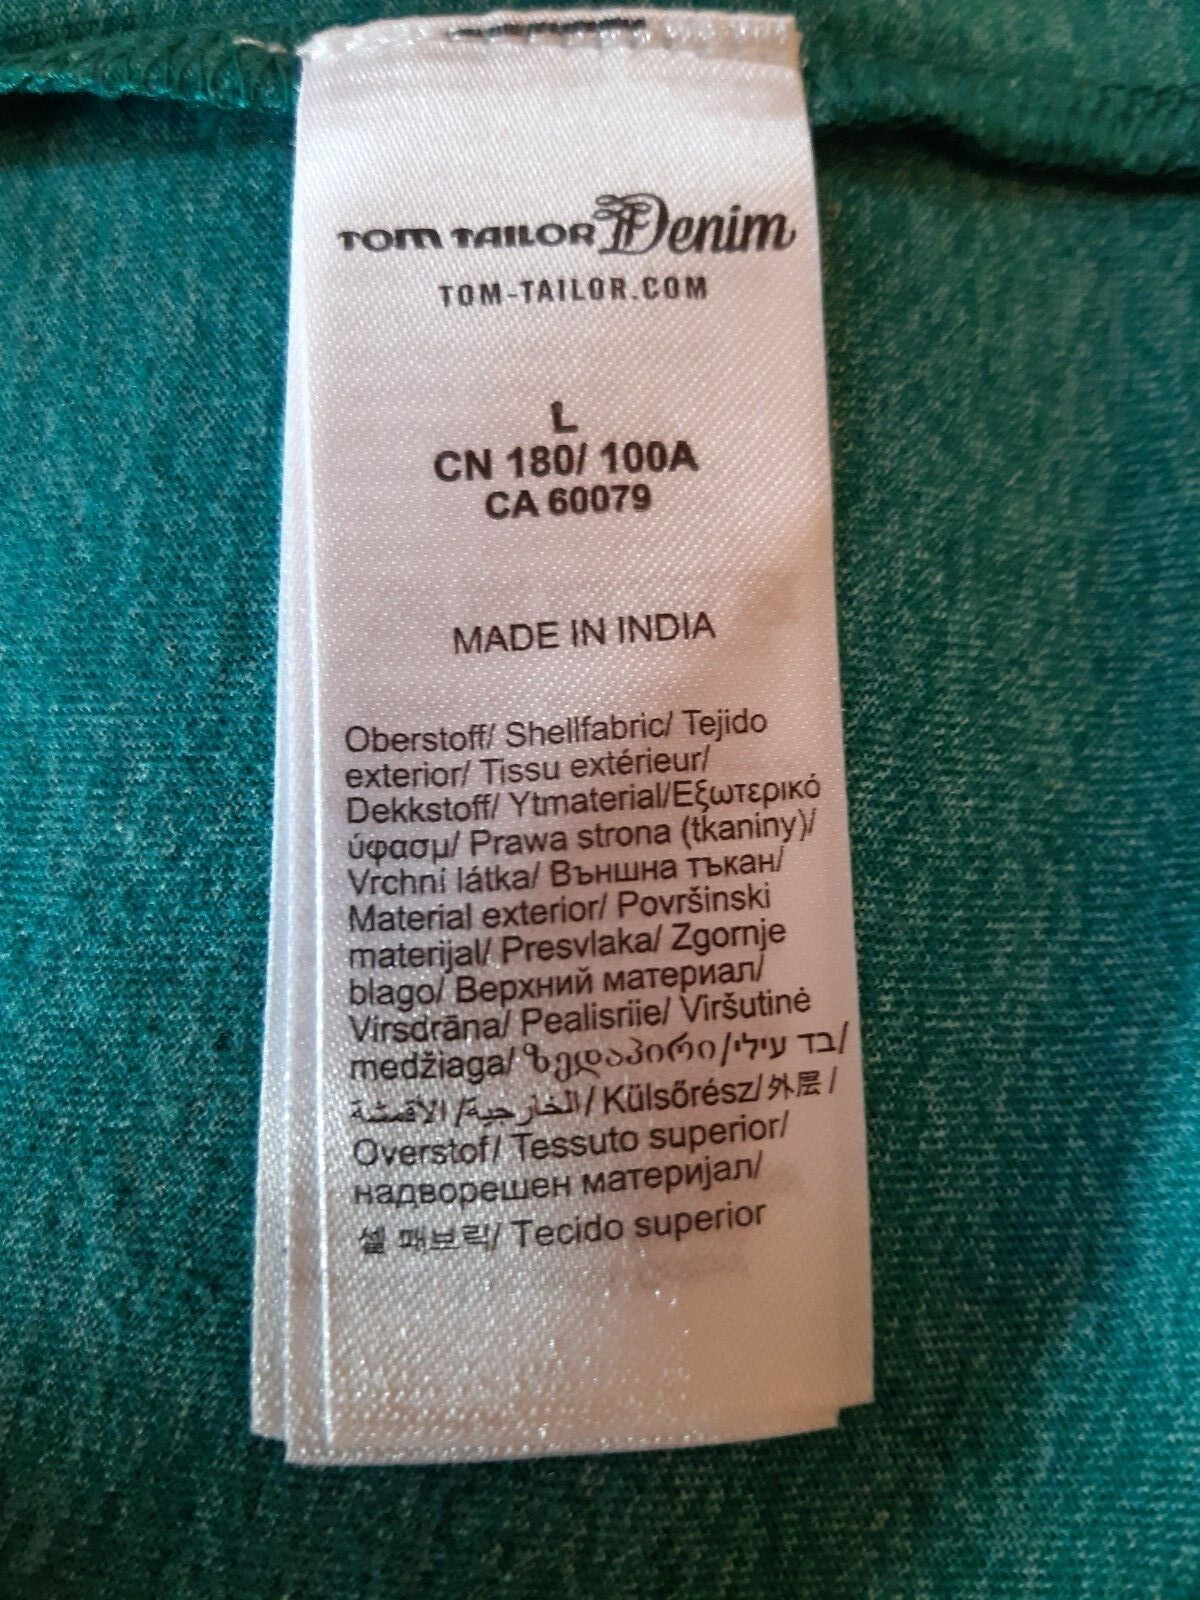 TOM TAILOR Denim
TOM-TAILOR.COM
L
CN 180/ 100A
CA 60079
MADE IN INDIA
Oberstoff/ Shellfabric/ Tejido
exterior/ Tissu extérieur/
Dekkstoff/ Ytmaterial/Εξωτερικό
ύφασμ/ Prawa strona (tkaniny)/
Vrchní látka/ Външна тъкан/
Material exterior/ Površinski
materijal/ Presvlaka/ Zgornje
blago/ Верхний материал/
Virsdrāna/ Pealisriie/ Viršutinė
medžiaga/ ზედაპირი/בד עילי/
الخارجية/ الأقمشة/ Külsőrész/外层/
Overstof/ Tessuto superior/
надворешен материјал/
셸 패브릭/ Tecido superior